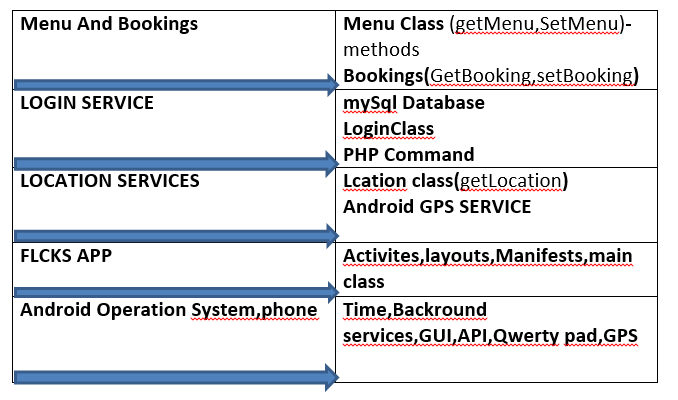 Menu And Bookings
Menu Class (getMenu,SetMenu)-
methods
Bookings(GetBooking,setBooking)
LOGIN SERVICE
mySql Database
LoginClass
PHP Command
LOCATION SERVICES
Lcation class(getLocation)
Android GPS SERVICE
FLCKS APP
Activites,layouts,Manifests,main
class
Android Operation System,phone
Time,Backround
services,GUI,API,Qwerty pad,GPS